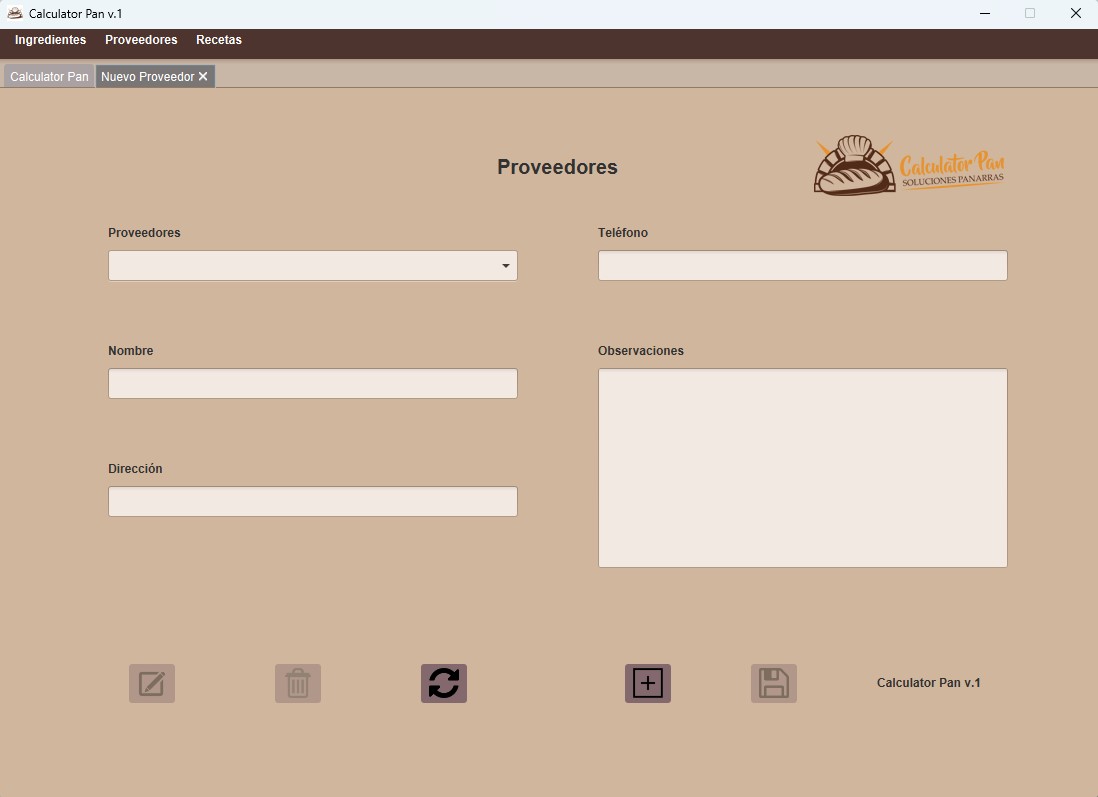 Calculator Pan v.1
Ingredientes Proveedores Recetas
Calculator Pan Nuevo Proveedor
Proveedores
Calculator Pan
SOLUCIONES PANARRAS
Proveedores
Teléfono
Nombre
Observaciones
Dirección
Calculator Pan v.1